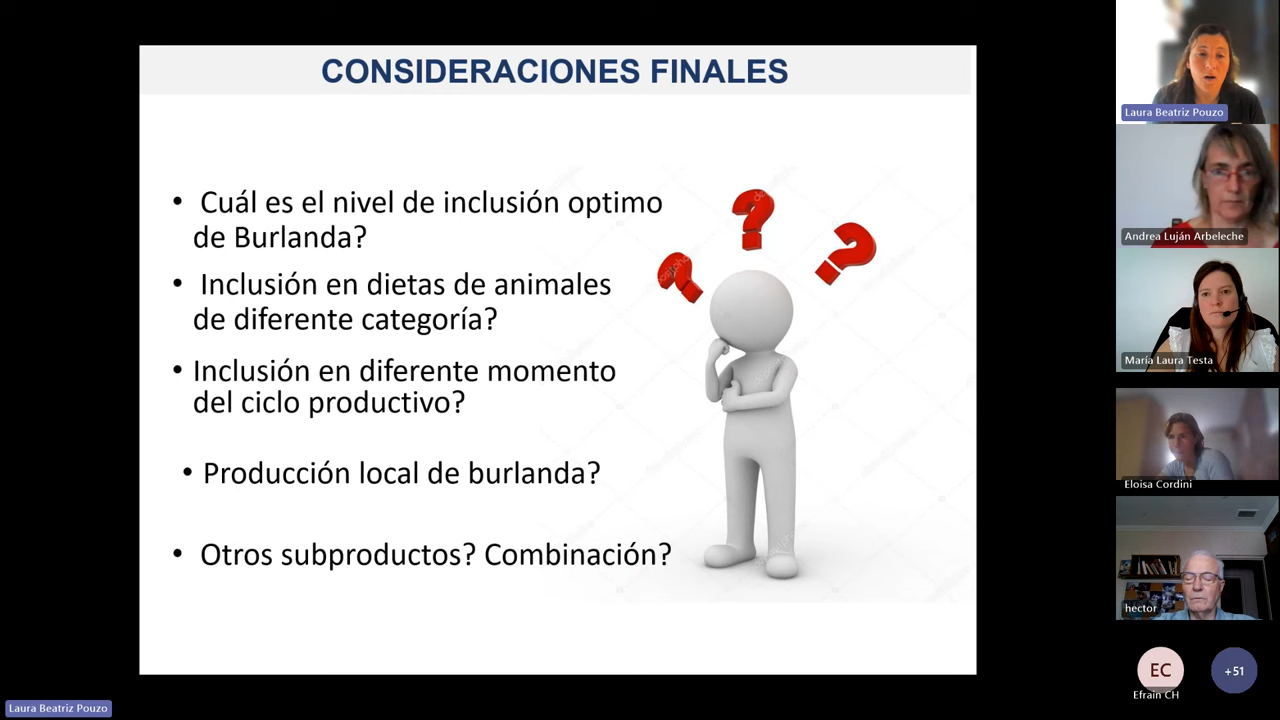 CONSIDERACIONES FINALES
• Cuál es el nivel de inclusión optimo
de Burlanda?
• Inclusión en dietas de animales
de diferente categoría?
• Inclusión en diferente momento
del ciclo productivo?
• Producción local de burlanda?
• Otros subproductos? Combinación?
Laura Beatriz Pouzo
Andrea Luján Arbeleche
María Laura Testa
Eloisa Cordini
hector
EC
+51
Efrain CH
Laura Beatriz Pouzo